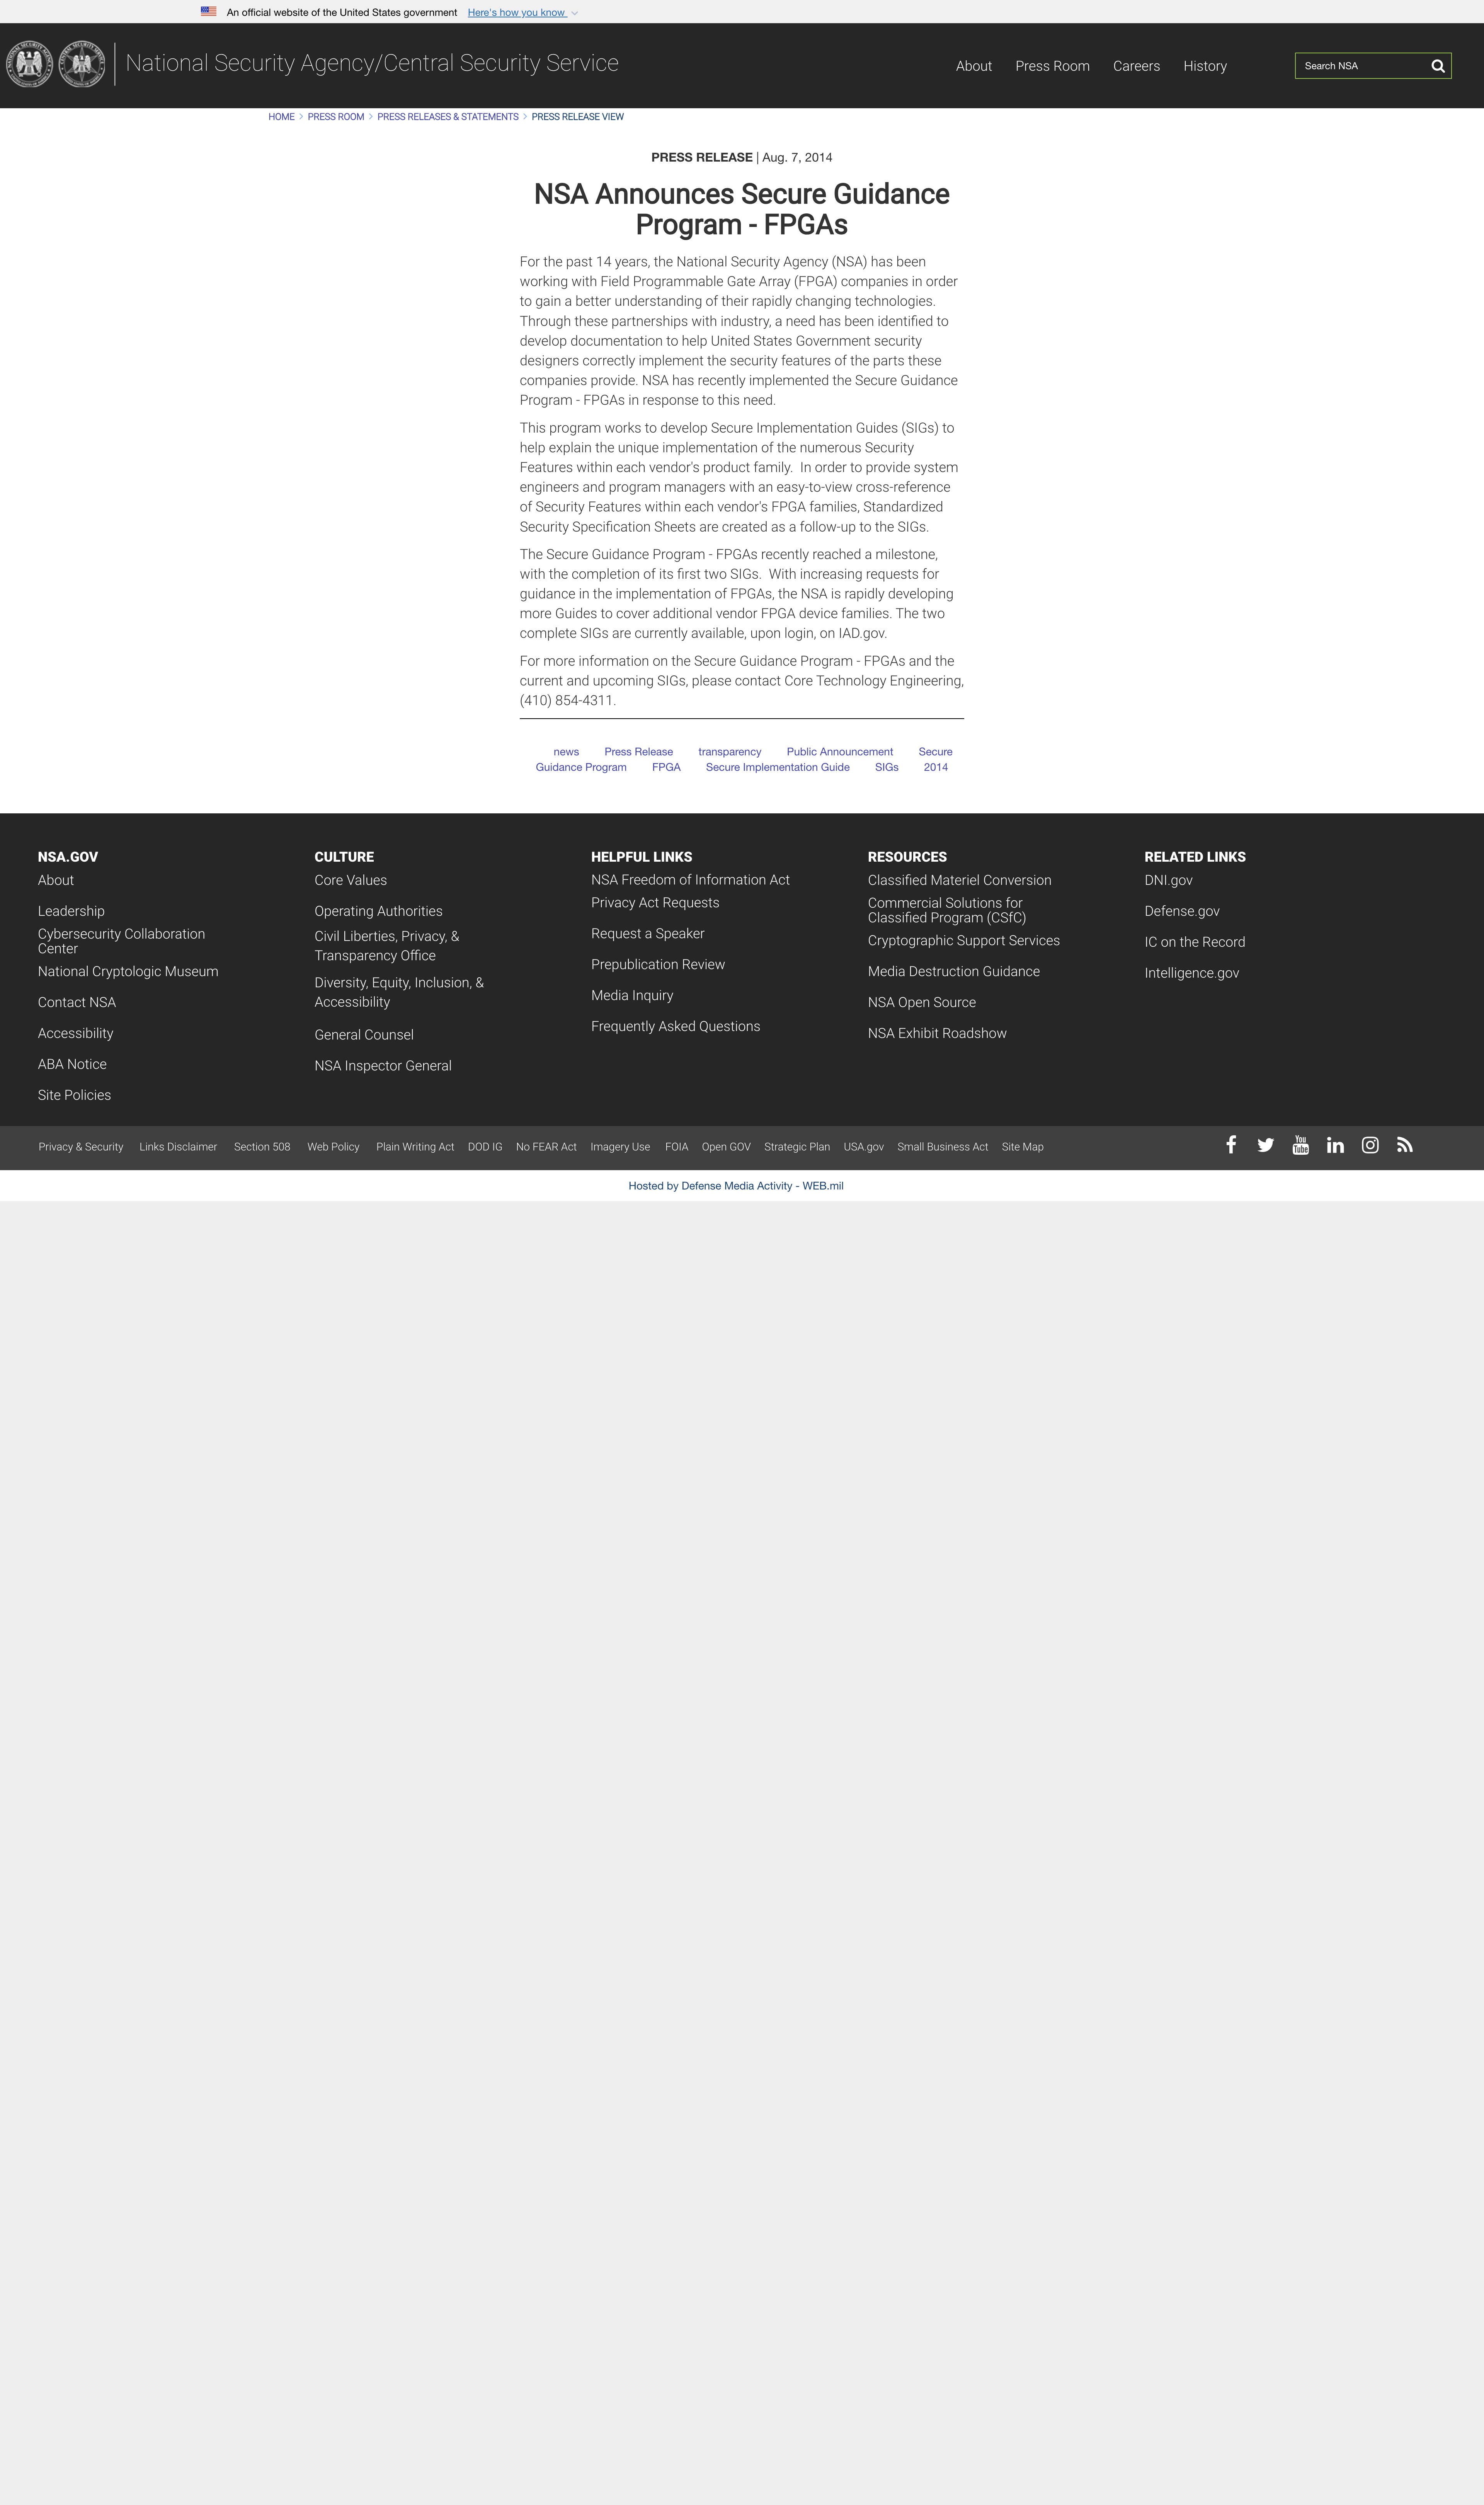 An official website of the United States government Here's how you know
National Security Agency/Central Security Service
About Press Room Careers History
Search NSA
HOME > PRESS ROOM > PRESS RELEASES & STATEMENTS > PRESS RELEASE VIEW
PRESS RELEASE | Aug. 7, 2014
NSA Announces Secure Guidance
Program - FPGAs
For the past 14 years, the National Security Agency (NSA) has been
working with Field Programmable Gate Array (FPGA) companies in order
to gain a better understanding of their rapidly changing technologies.
Through these partnerships with industry, a need has been identified to
develop documentation to help United States Government security
designers correctly implement the security features of the parts these
companies provide. NSA has recently implemented the Secure Guidance
Program - FPGAs in response to this need.
This program works to develop Secure Implementation Guides (SIGs) to
help explain the unique implementation of the numerous Security
Features within each vendor's product family. In order to provide system
engineers and program managers with an easy-to-view cross-reference
of Security Features within each vendor's FPGA families, Standardized
Security Specification Sheets are created as a follow-up to the SIGs.
The Secure Guidance Program - FPGAs recently reached a milestone,
with the completion of its first two SIGs. With increasing requests for
guidance in the implementation of FPGAs, the NSA is rapidly developing
more Guides to cover additional vendor FPGA device families. The two
complete SIGs are currently available, upon login, on IAD.gov.
For more information on the Secure Guidance Program - FPGAs and the
current and upcoming SIGs, please contact Core Technology Engineering,
(410) 854-4311.
news Press Release transparency Public Announcement Secure
Guidance Program FPGA Secure Implementation Guide SIGs 2014
NSA.GOV
About
Leadership
Cybersecurity Collaboration
Center
National Cryptologic Museum
Contact NSA
Accessibility
ABA Notice
Site Policies
CULTURE
Core Values
Operating Authorities
Civil Liberties, Privacy, &
Transparency Office
Diversity, Equity, Inclusion, &
Accessibility
General Counsel
NSA Inspector General
HELPFUL LINKS
NSA Freedom of Information Act
Privacy Act Requests
Request a Speaker
Prepublication Review
Media Inquiry
Frequently Asked Questions
RESOURCES
Classified Materiel Conversion
Commercial Solutions for
Classified Program (CSfC)
Cryptographic Support Services
Media Destruction Guidance
NSA Open Source
NSA Exhibit Roadshow
RELATED LINKS
DNI.gov
Defense.gov
IC on the Record
Intelligence.gov
Privacy & Security Links Disclaimer Section 508 Web Policy Plain Writing Act DOD IG No FEAR Act Imagery Use FOIA Open GOV Strategic Plan USA.gov Small Business Act Site Map
You
Tube
Hosted by Defense Media Activity - WEB.mil